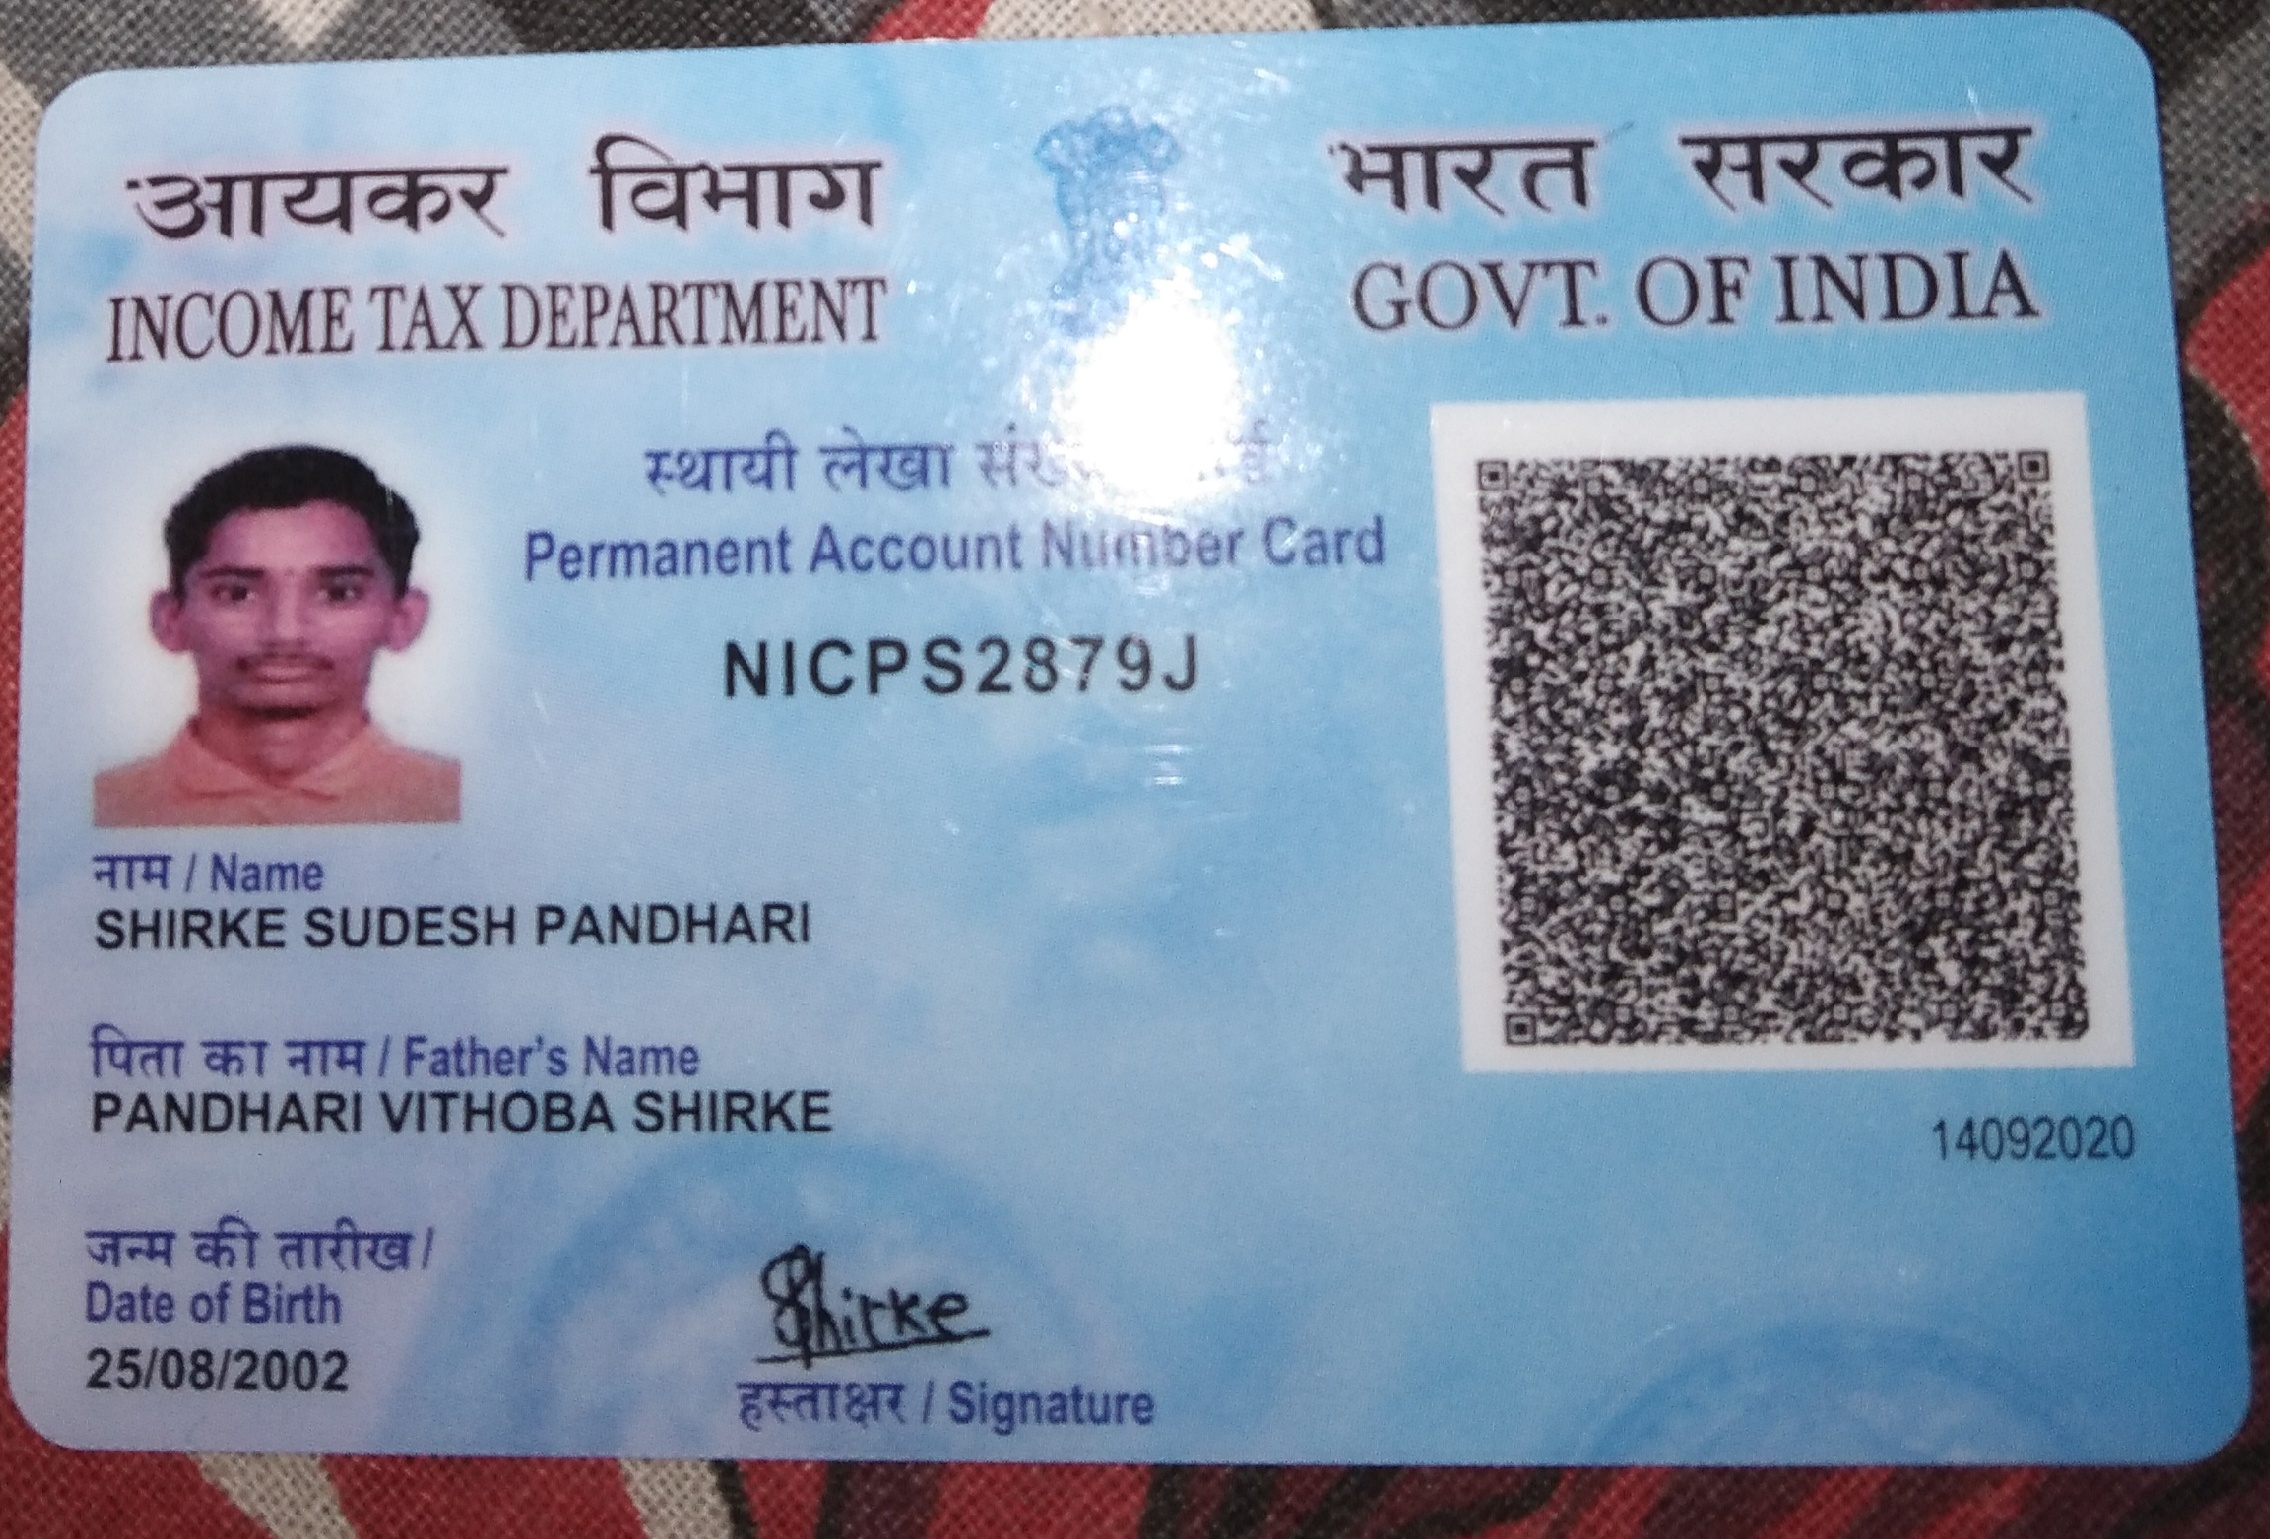 आयकर विभाग
INCOME TAX DEPARTMENT
भारत सरकार
GOVT. OF INDIA
स्थायी लेखा
Permanent Account Number Card
NICPS2879J
नाम / Name
SHIRKE SUDESH PANDHARI
पिता का नाम / Father's Name
PANDHARI VITHOBA SHIRKE
14092020
जन्म की तारीख /
Date of Birth
25/08/2002
Shirke
हस्ताक्षर / Signature